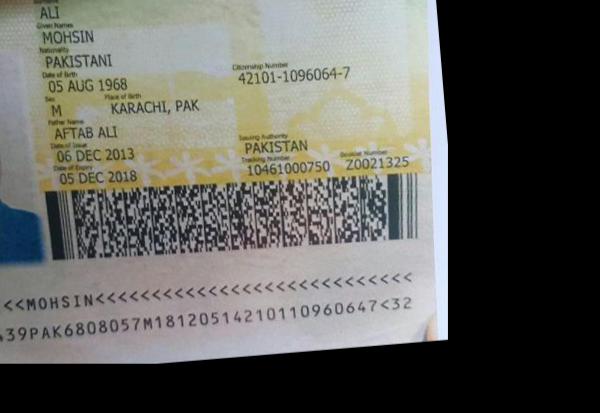 ALI
Given Names
MOHSIN
Nationality
PAKISTANI
Date of Birth Citizenship Number
05 AUG 1968 42101-1096064-7
Sex Place of Birth
M KARACHI, PAK
Father Name
AFTAB ALI
Date of Issue Issuing Authority
06 DEC 2013 PAKISTAN
Date of Expiry Tracking Number Booklet Number
05 DEC 2018 10461000750 Z0021325
<<MOHSIN<<<<<<<<<<<<<<<<<<<<<<<<<<<<
39PAK6808057M18120514210110960647<32